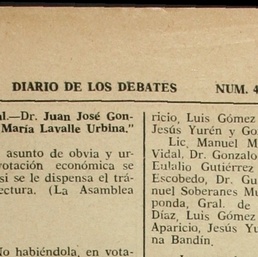 DIARIO DE LOS DEBATES NUM. 4
al.—Dr. Juan José Gon-
María Lavalle Urbina."
asunto de obvia y ur-
votación económica se
si se le dispensa el trá-
ectura. (La Asamblea
No habiéndola, en vota-
ricio, Luis Gómez
Jesús Yurén y Go
Lic. Manuel M
Vidal, Dr. Gonzalo
Eulalio Gutiérrez
Escobedo, Dr. Gu
nuel Soberanes Mu
ponda, Gral. de
Díaz, Luis Gómez
Aparicio, Jesús Yu
na Bandín.